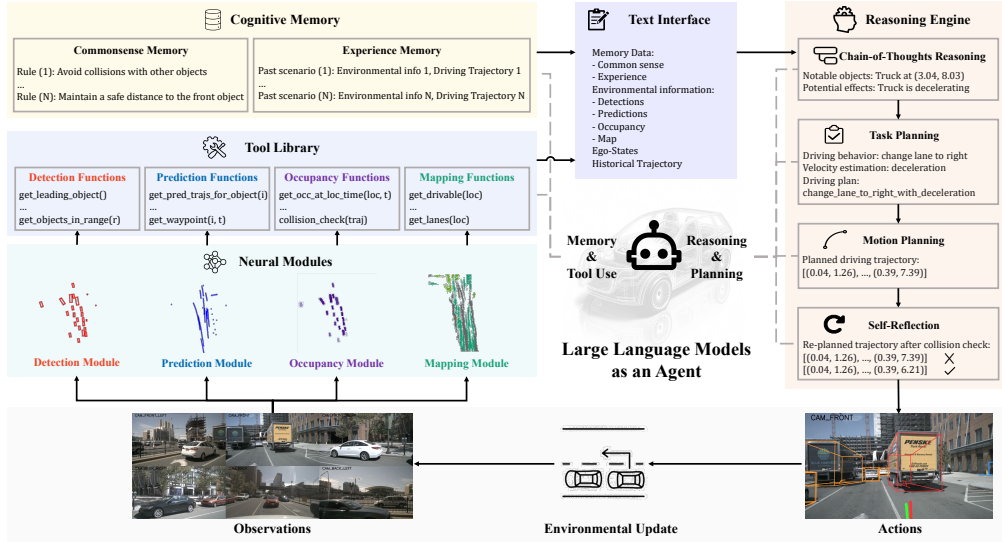 Cognitive Memory
Commonsense Memory
Rule (1): Avoid collisions with other objects
...
Rule (N): Maintain a safe distance to the front object
Experience Memory
Past scenario (1): Environmental info 1, Driving Trajectory 1
...
Past scenario (N): Environmental info N, Driving Trajectory N
Tool Library
Detection Functions
get_leading_object()
...
get_objects_in_range(r)
Prediction Functions
get_pred_trajs_for_object(i)
...
get_waypoint(i, t)
Occupancy Functions
get_occ_at_loc_time(loc, t)
...
collision_check(traj)
Mapping Functions
get_drivable(loc)
...
get_lanes(loc)
Neural Modules
Detection Module
Prediction Module
Occupancy Module
Mapping Module
Text Interface
Memory Data:
- Common sense
- Experience
Environmental information:
- Detections
- Predictions
- Occupancy
- Map
Ego-States
Historical Trajectory
Memory
&
Tool Use
Reasoning
&
Planning
Large Language Models
as an Agent
Reasoning Engine
Chain-of-Thoughts Reasoning
Notable objects: Truck at (3.04, 8.03)
Potential effects: Truck is decelerating
Task Planning
Driving behavior: change lane to right
Velocity estimation: deceleration
Driving plan:
change_lane_to_right_with_deceleration
Motion Planning
Planned driving trajectory:
[(0.04, 1.26), ..., (0.39, 7.39)]
Self-Reflection
Re-planned trajectory after collision check:
[(0.04, 1.26), ..., (0.39, 7.39)]
[(0.04, 1.26), ..., (0.39, 6.21)]
CAM_FRONT_LEFT
CAM_FRONT
CAM_BACK_LEFT
Observations
Environmental Update
CAM_FRONT
PENSKE
Actions